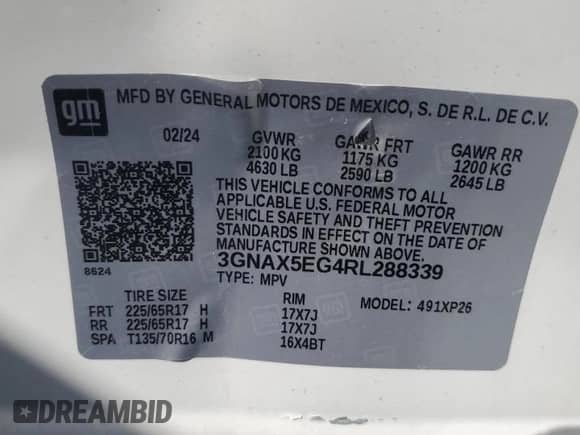 gm
MFD BY GENERAL MOTORS DE MEXICO, S. DE R.L. DE C.V.
02/24 GVWR GAWR FRT GAWR RR
2100 KG 1175 KG 1200 KG
4630 LB 2590 LB 2645 LB
THIS VEHICLE CONFORMS TO ALL
APPLICABLE U.S. FEDERAL MOTOR
VEHICLE SAFETY AND THEFT PREVENTION
STANDARDS IN EFFECT ON THE DATE OF
MANUFACTURE SHOWN ABOVE.
8624
3GNAX5EG4RL288339
TYPE: MPV
TIRE SIZE RIM MODEL: 491XP26
FRT 225/65R17 H 17X7J
RR 225/65R17 H 17X7J
SPA T135/70R16 M 16X4BT
DREAMBID